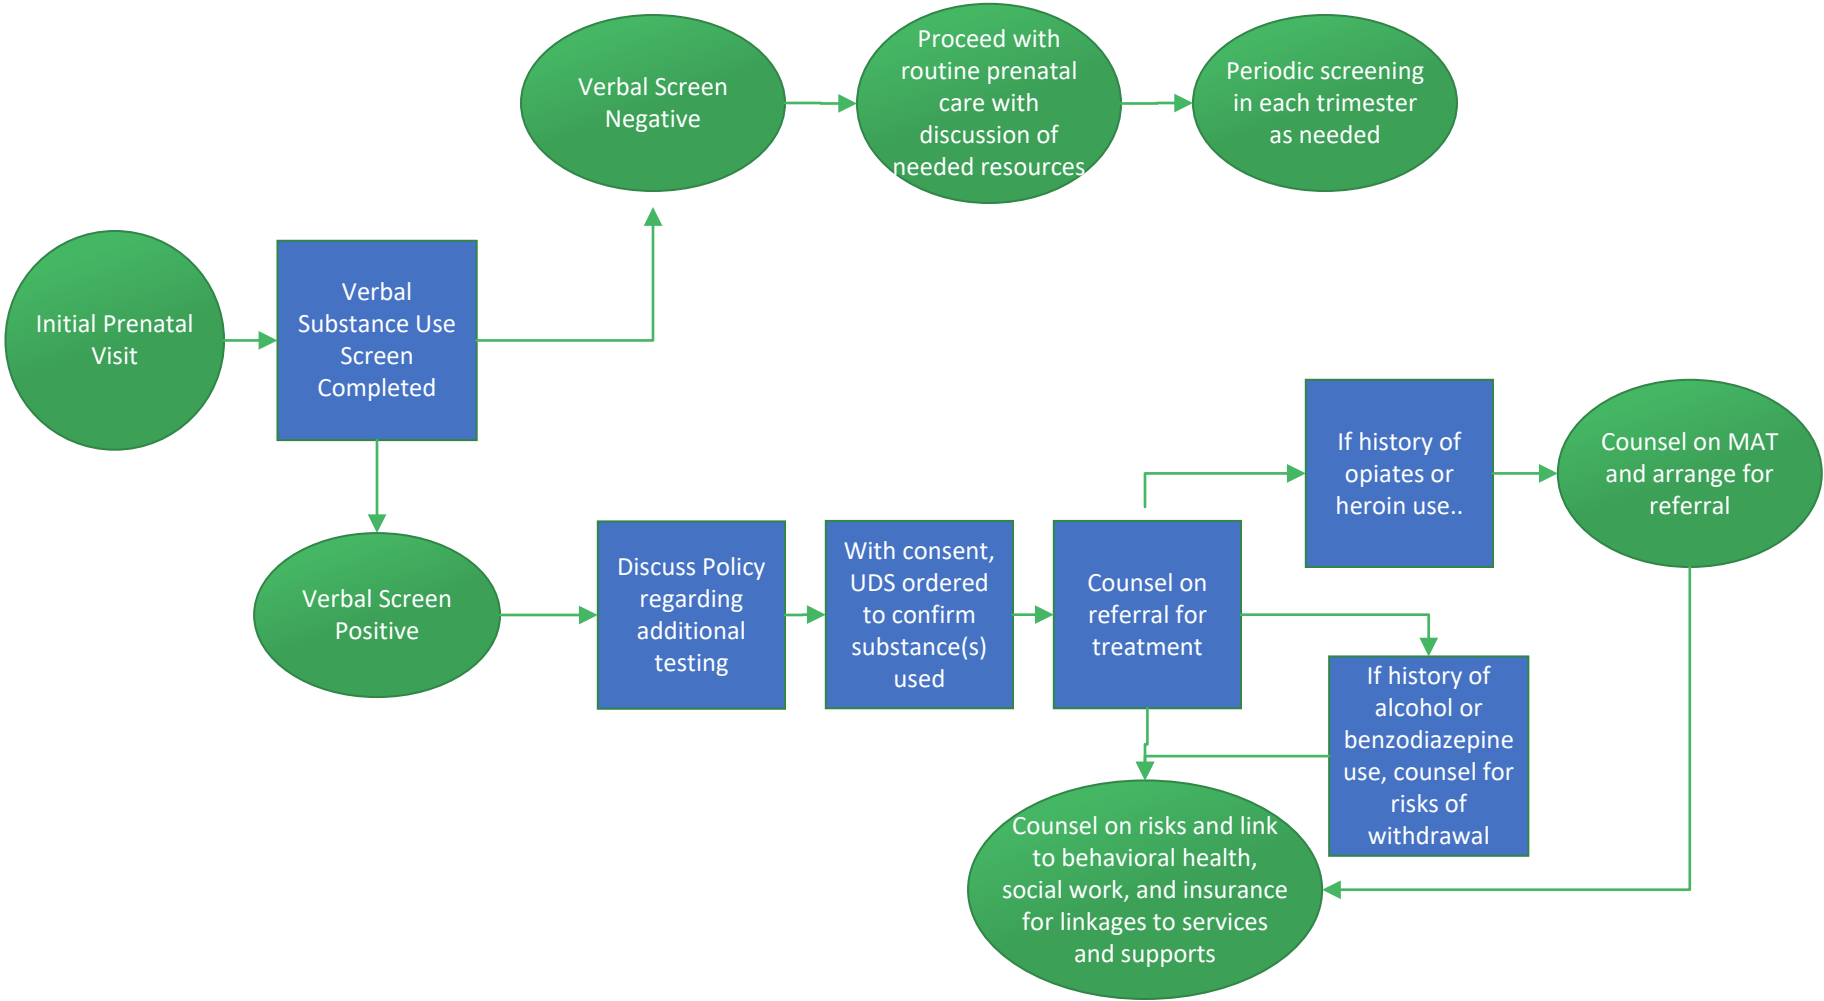 Verbal Screen
Negative
Proceed with
routine prenatal
care with
discussion of
needed resources
Periodic screening
in each trimester
as needed
Initial Prenatal
Visit
Verbal
Substance Use
Screen
Completed
Verbal Screen
Positive
Discuss Policy
regarding
additional
testing
With consent,
UDS ordered
to confirm
substance(s)
used
Counsel on
referral for
treatment
If history of
opiates or
heroin use..
Counsel on MAT
and arrange for
referral
If history of
alcohol or
benzodiazepine
use, counsel for
risks of
withdrawal
Counsel on risks and link
to behavioral health,
social work, and insurance
for linkages to services
and supports